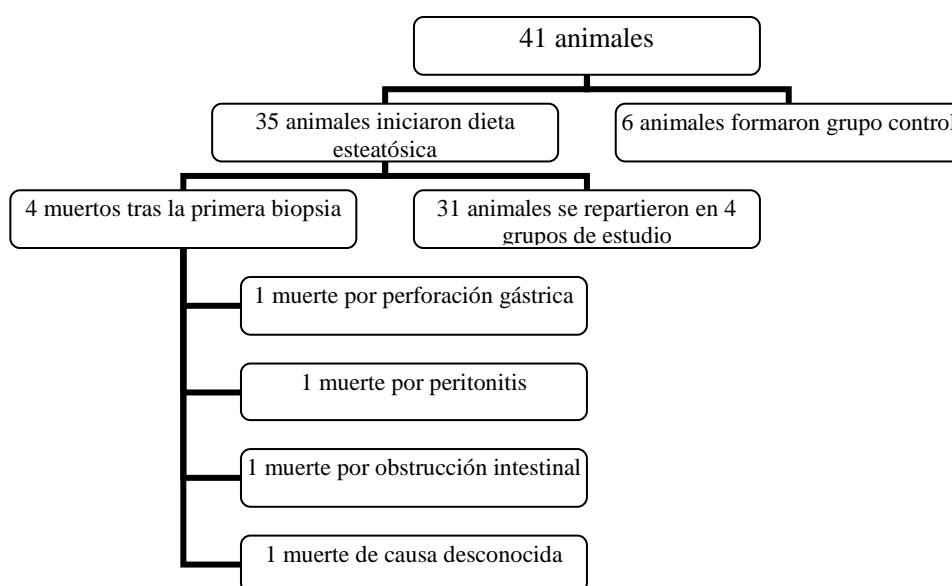 41 animales
35 animales iniciaron dieta
esteatósica
6 animales formaron grupo control
4 muertos tras la primera biopsia
31 animales se repartieron en 4
grupos de estudio
1 muerte por perforación gástrica
1 muerte por peritonitis
1 muerte por obstrucción intestinal
1 muerte de causa desconocida